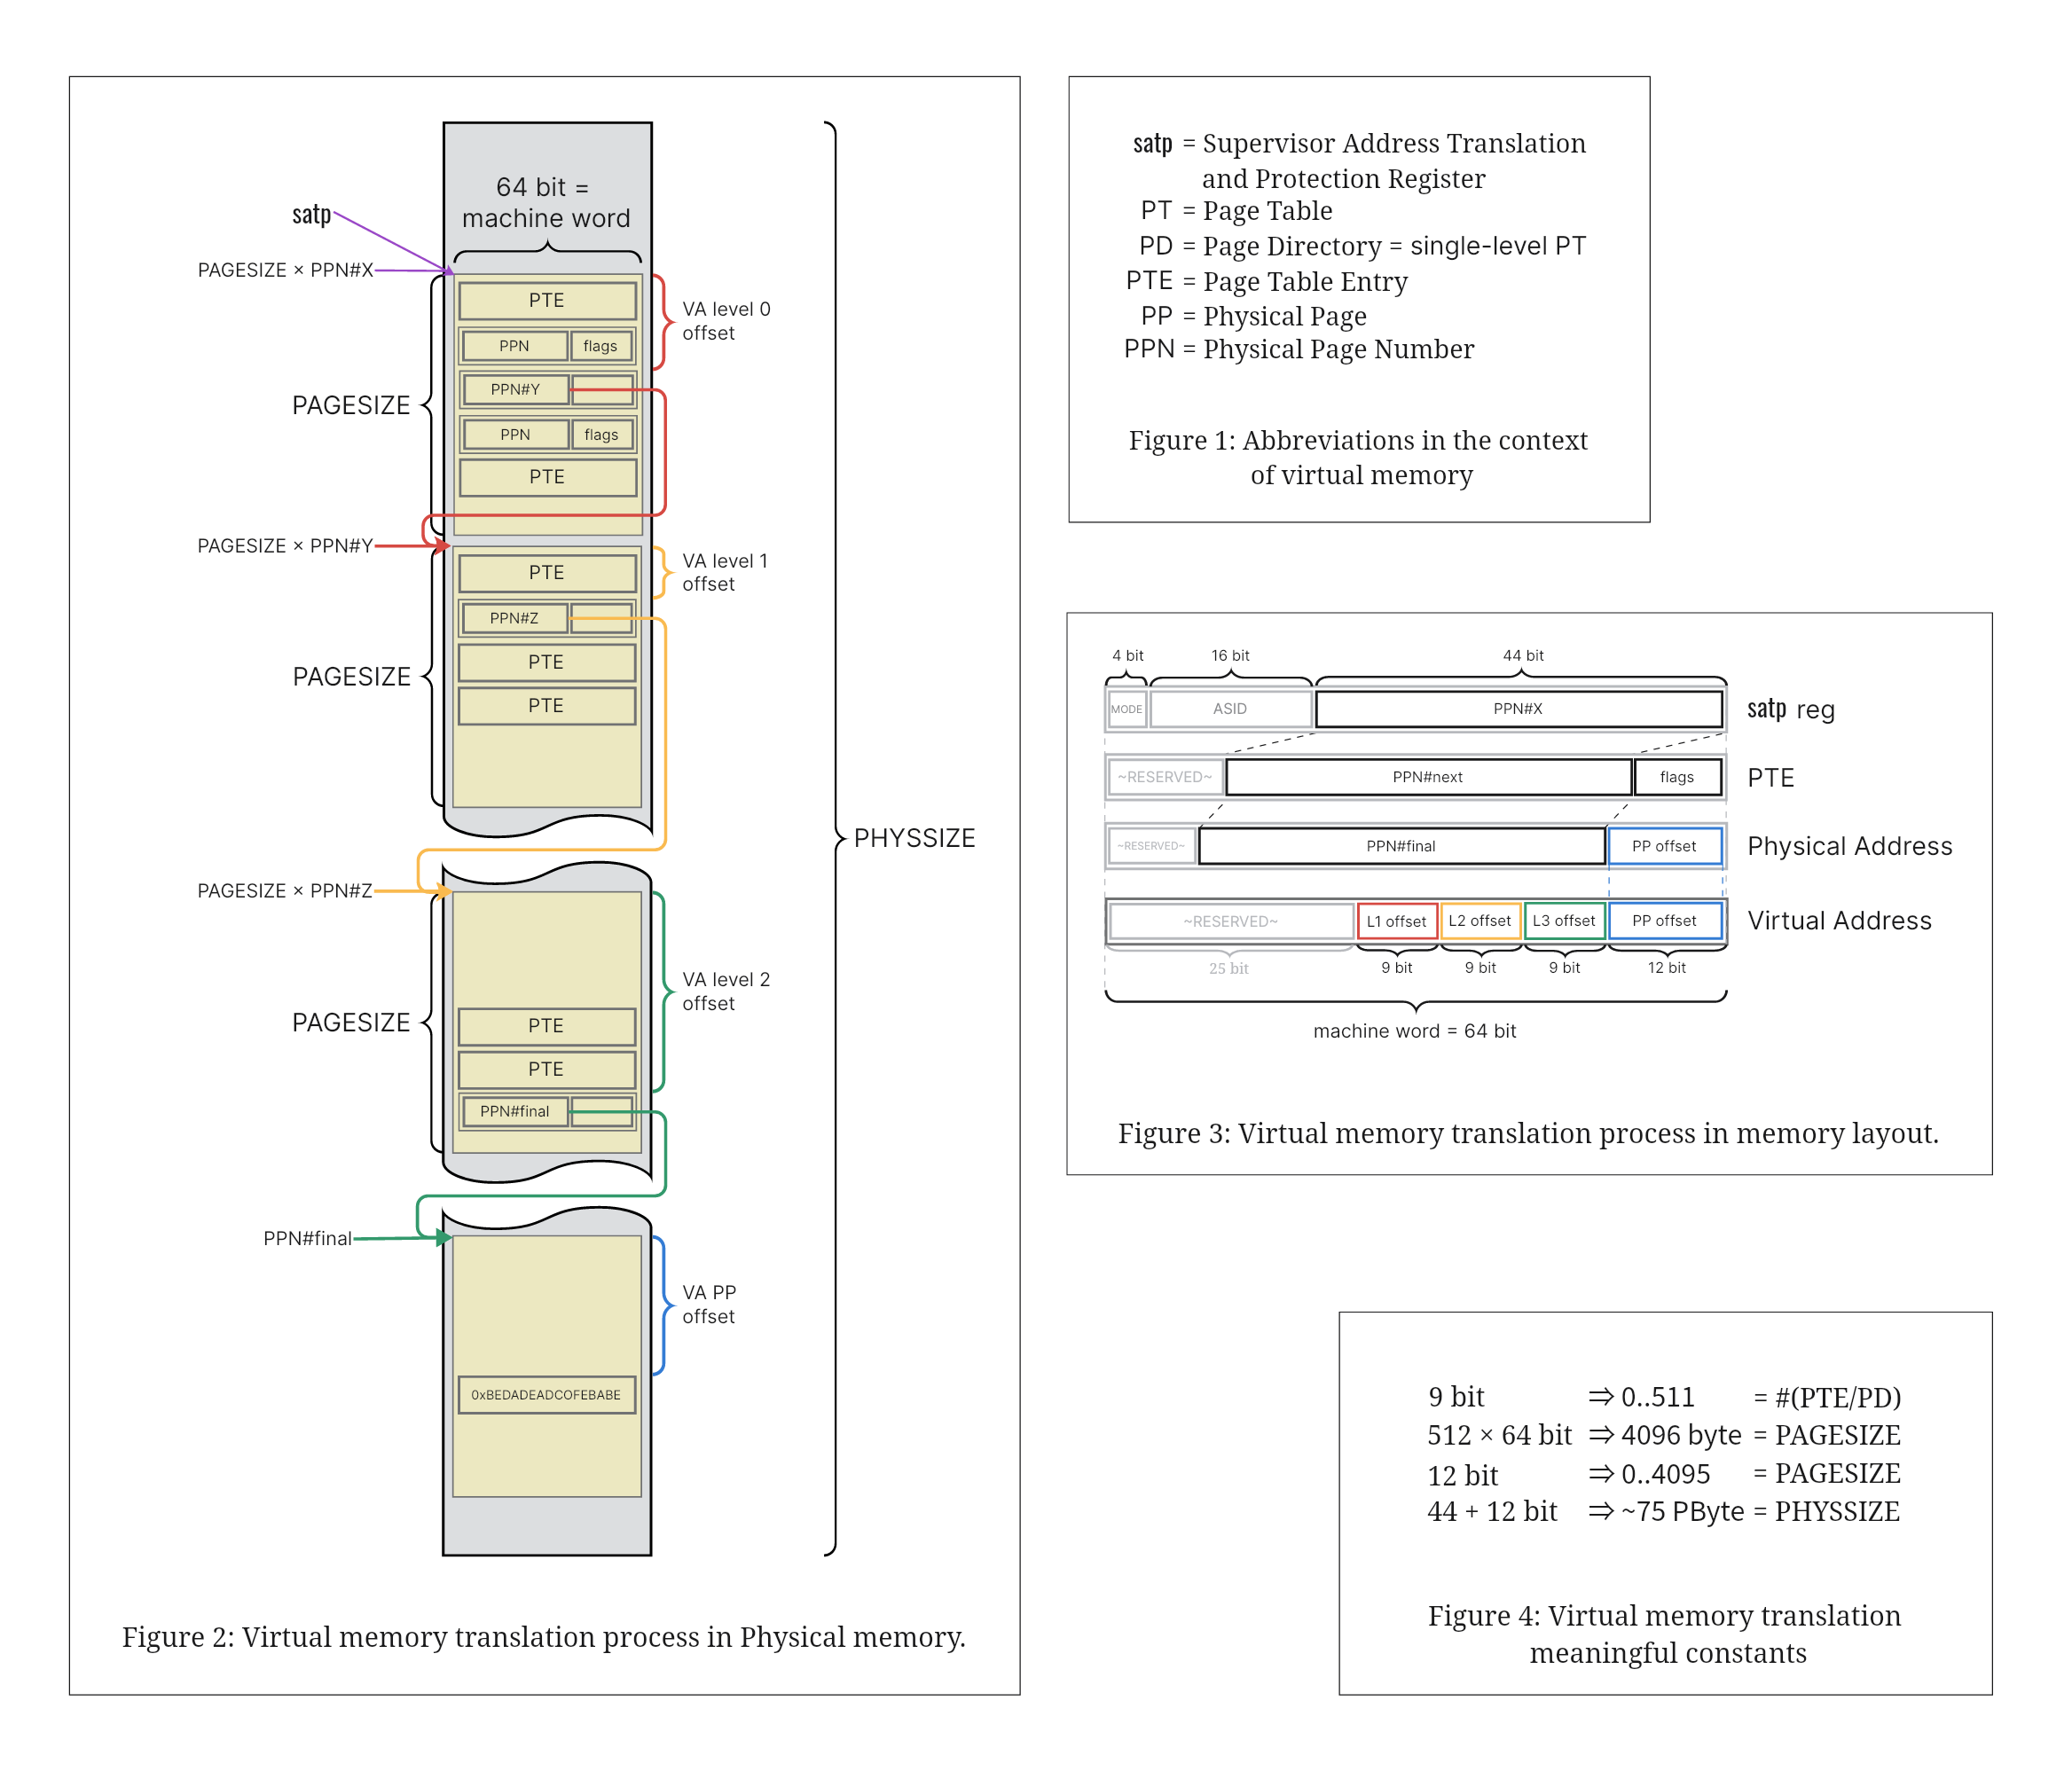 64 bit =
machine word
satp
PAGESIZE × PPN#X
PTE
VA level 0
offset
PPN flags
PPN#Y
PAGESIZE
PPN flags
PTE
PAGESIZE × PPN#Y
PTE
VA level 1
offset
PPN#Z
PTE
PAGESIZE
PTE
PHYSSIZE
PAGESIZE × PPN#Z
VA level 2
offset
PAGESIZE
PTE
PTE
PPN#final
PPN#final
VA PP
offset
0xBEDADEADCOFEBABE
Figure 2: Virtual memory translation process in Physical memory.
satp = Supervisor Address Translation
and Protection Register
PT = Page Table
PD = Page Directory = single-level PT
PTE = Page Table Entry
PP = Physical Page
PPN = Physical Page Number
Figure 1: Abbreviations in the context
of virtual memory
4 bit 16 bit 44 bit
MODE ASID PPN#X satp reg
~RESERVED~ PPN#next flags PTE
~RESERVED~ PPN#final PP offset Physical Address
~RESERVED~ L1 offset L2 offset L3 offset PP offset Virtual Address
25 bit 9 bit 9 bit 9 bit 12 bit
machine word = 64 bit
Figure 3: Virtual memory translation process in memory layout.
9 bit ⇒ 0..511 = #(PTE/PD)
512 × 64 bit ⇒ 4096 byte = PAGESIZE
12 bit ⇒ 0..4095 = PAGESIZE
44 + 12 bit ⇒ ~75 PByte = PHYSSIZE
Figure 4: Virtual memory translation
meaningful constants